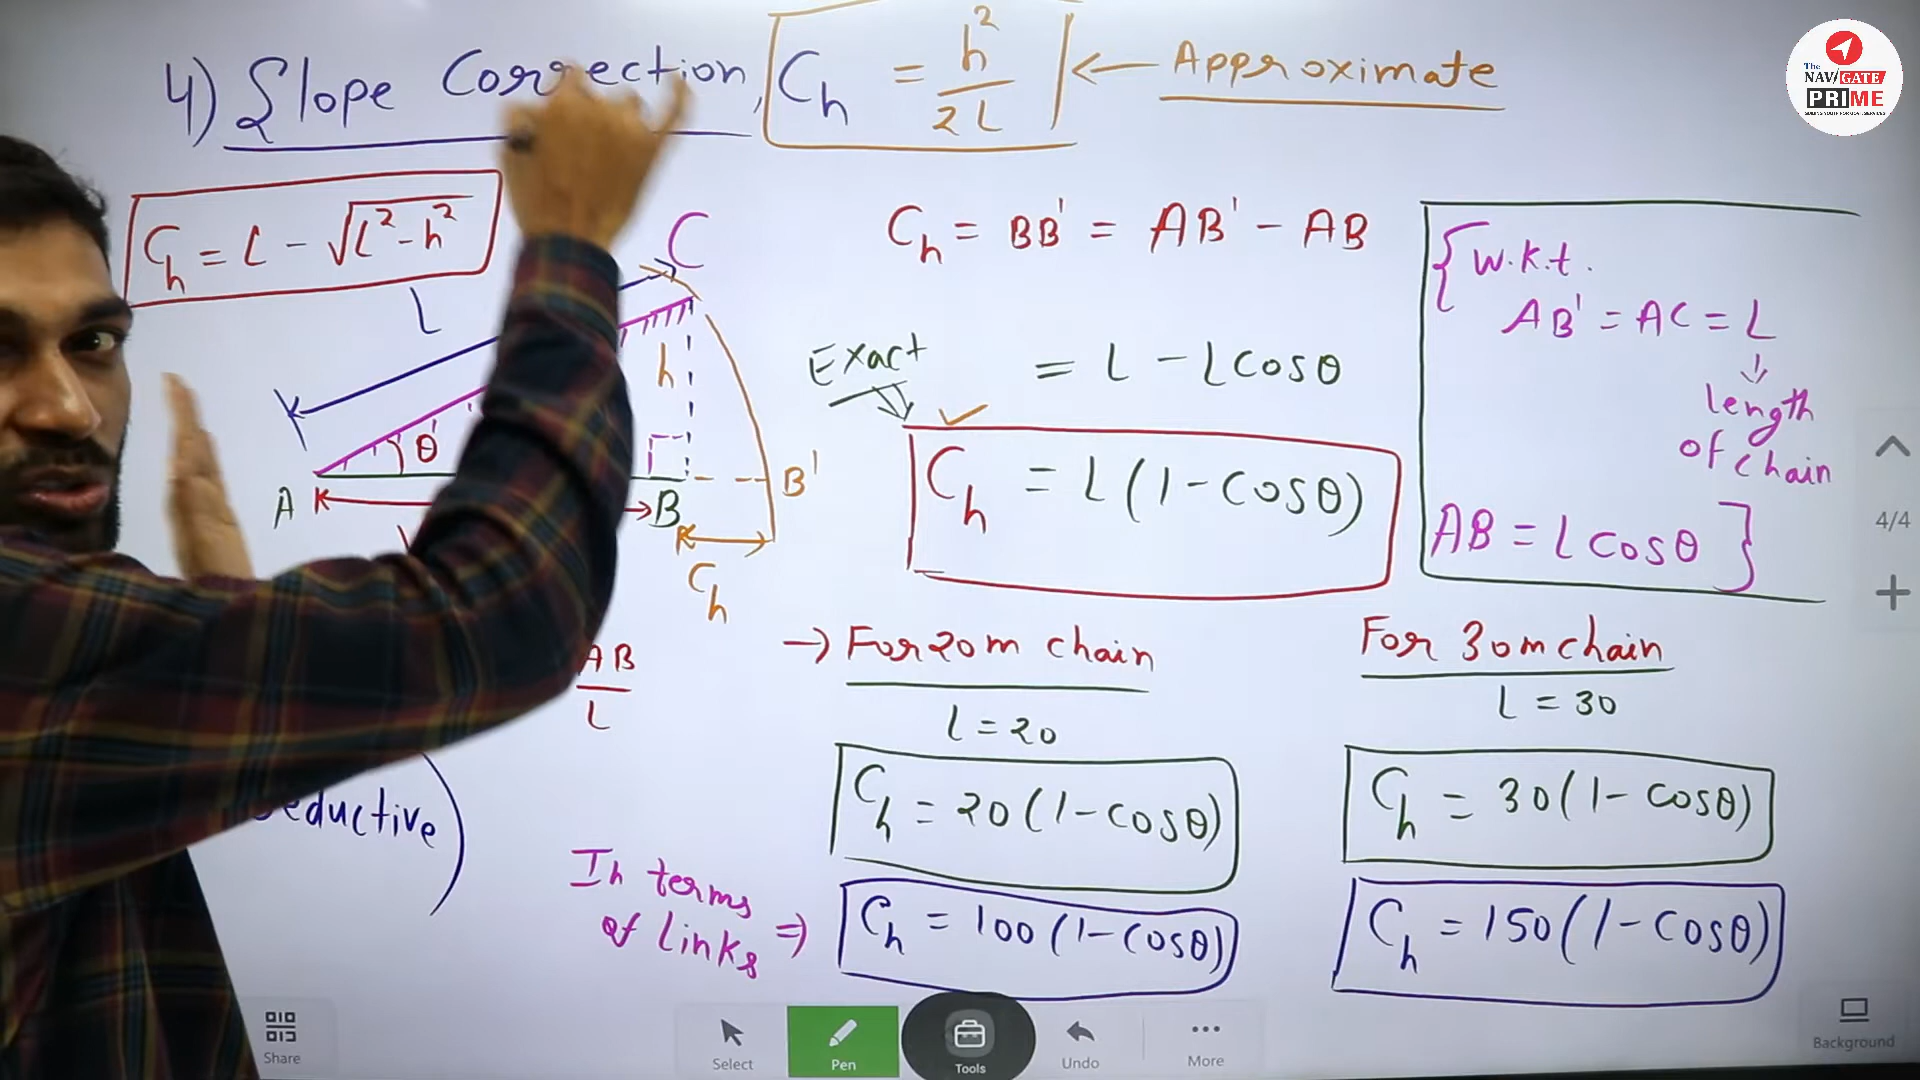 4) Slope Correction, Ch = h²/2L ← Approximate
The
NAV/GATE
PRIME
Ch = L - √L²-h²
L
C
h
θ
A
B
B'
Ch
Ch = BB' = AB' - AB
Exact
= L - L cosθ
Ch = L(1-cosθ)
{ W.K.t.
AB' = AC = L
↓
length
of chain
AB = L cosθ }
AB/L
→ For 20m chain
L = 20
Ch = 20(1-cosθ)
In terms
of links ⇒
Ch = 100(1-cosθ)
For 30m chain
L = 30
Ch = 30(1-cosθ)
Ch = 150(1-cosθ)
eductive)
4/4
Share
Select
Pen
Tools
Undo
More
Background